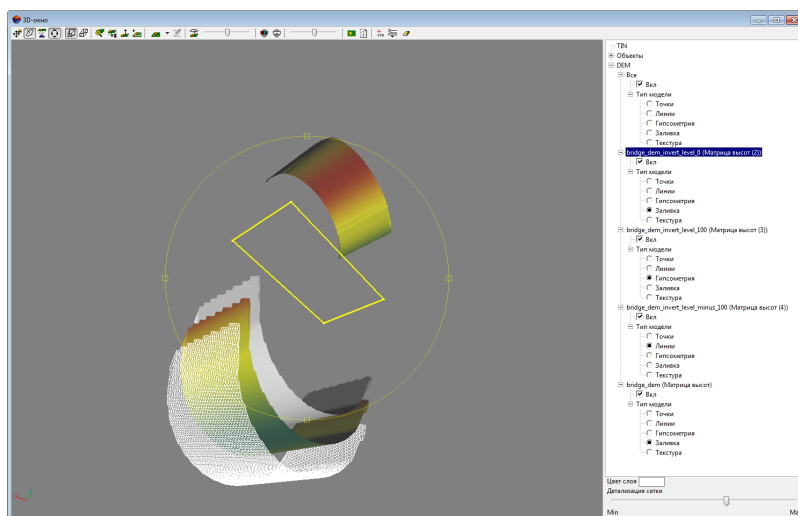 3D-окно
TIN
Объекты
DEM
Все
Вкл
Тип модели
Точки
Линии
Гипсометрия
Заливка
Текстура
bridge_dem_invert_level_0 (Матрица высот (2))
Вкл
Тип модели
Точки
Линии
Гипсометрия
Заливка
Текстура
bridge_dem_invert_level_100 (Матрица высот (3))
Вкл
Тип модели
Точки
Линии
Гипсометрия
Заливка
Текстура
bridge_dem_invert_level_minus_100 (Матрица высот (4))
Вкл
Тип модели
Точки
Линии
Гипсометрия
Заливка
Текстура
bridge_dem (Матрица высот)
Вкл
Тип модели
Точки
Линии
Гипсометрия
Заливка
Текстура
Цвет слоя
Детализация сетки
Min Ma